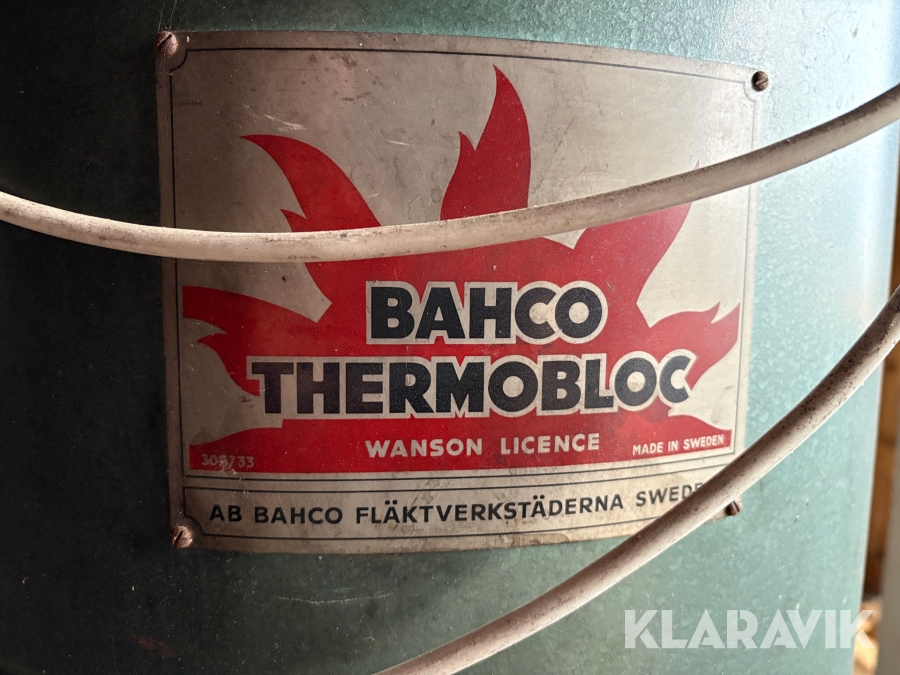 BAHCO
THERMOBLOC
WANSON LICENCE
MADE IN SWEDEN
AB BAHCO FLÄKTVERKSTÄDERNA
KLARAVIK